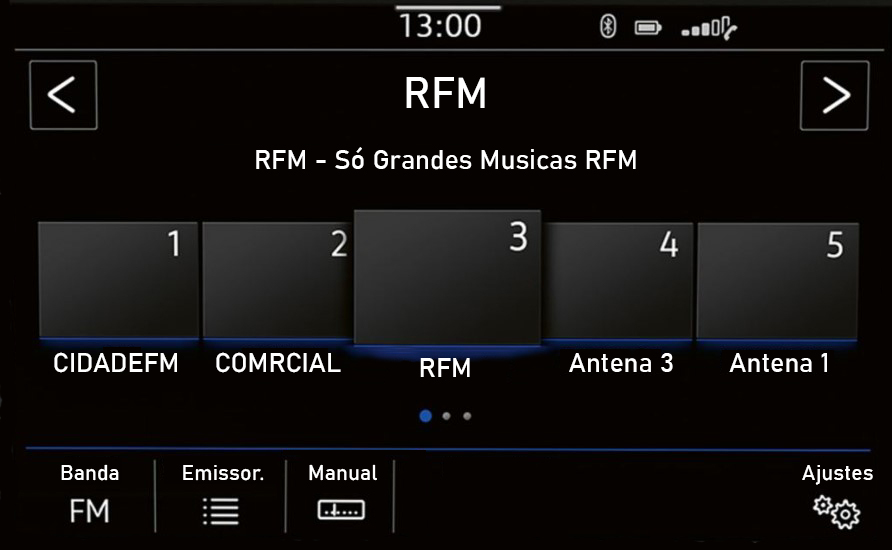 13:00
RFM
RFM - Só Grandes Musicas RFM
1 2 3 4 5
CIDADEFM COMRCIAL RFM Antena 3 Antena 1
Banda Emissor. Manual Ajustes
FM